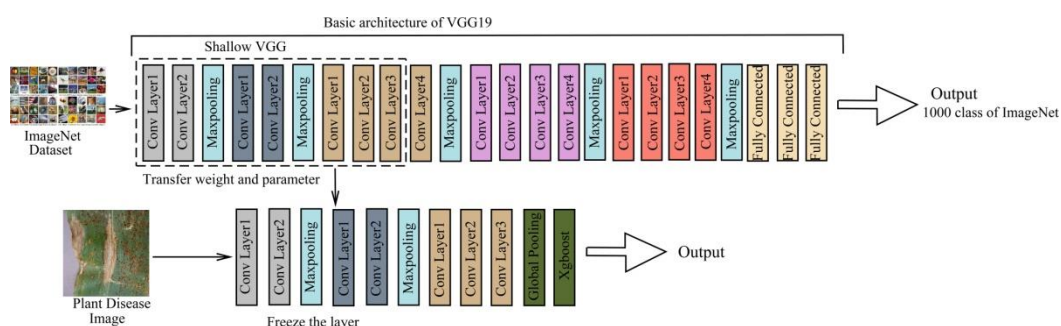 Basic architecture of VGG19
Shallow VGG
ImageNet
Dataset
Conv Layer1
Conv Layer2
Maxpooling
Conv Layer1
Conv Layer2
Maxpooling
Conv Layer1
Conv Layer2
Conv Layer3
Conv Layer4
Maxpooling
Conv Layer1
Conv Layer2
Conv Layer3
Conv Layer4
Maxpooling
Conv Layer1
Conv Layer2
Conv Layer3
Conv Layer4
Maxpooling
Fully Connected
Fully Connected
Fully Connected
Output
1000 class of ImageNet
Transfer weight and parameter
Plant Disease
Image
Conv Layer1
Conv Layer2
Maxpooling
Conv Layer1
Conv Layer2
Maxpooling
Conv Layer1
Conv Layer2
Conv Layer3
Global Pooling
Xgboost
Output
Freeze the layer